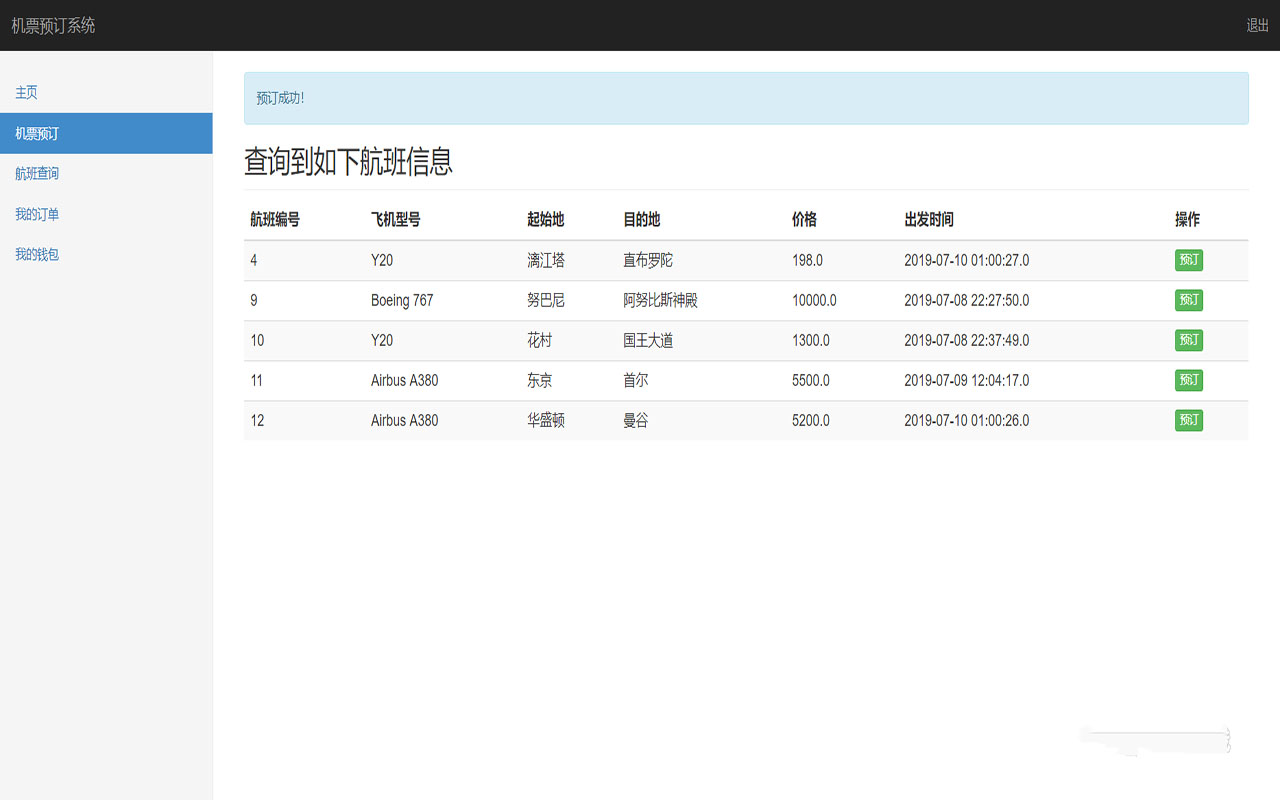 机票预订系统 退出
主页
机票预订
航班查询
我的订单
我的钱包
预订成功！
查询到如下航班信息
航班编号 飞机型号 起始地 目的地 价格 出发时间 操作
4 Y20 漓江塔 直布罗陀 198.0 2019-07-10 01:00:27.0 预订
9 Boeing 767 努巴尼 阿努比斯神殿 10000.0 2019-07-08 22:27:50.0 预订
10 Y20 花村 国王大道 1300.0 2019-07-08 22:37:49.0 预订
11 Airbus A380 东京 首尔 5500.0 2019-07-09 12:04:17.0 预订
12 Airbus A380 华盛顿 曼谷 5200.0 2019-07-10 01:00:26.0 预订